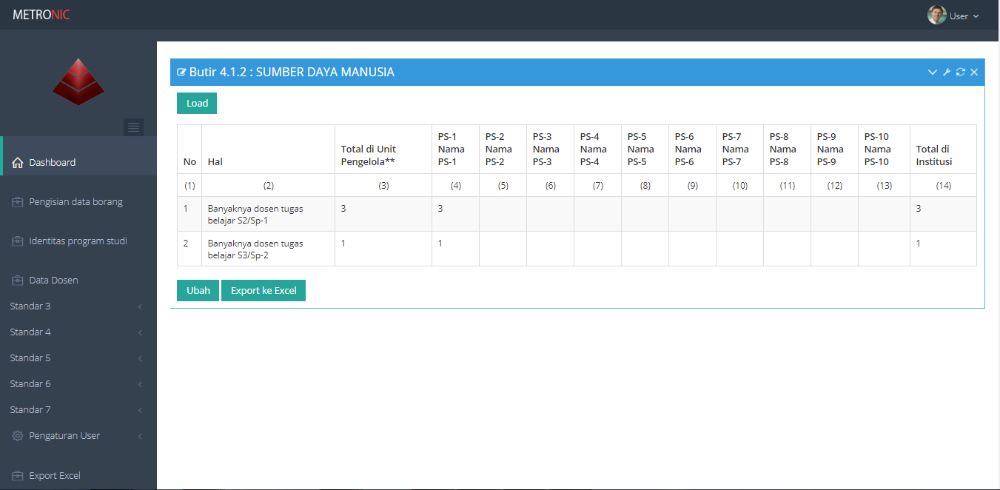 METRONIC
User
Butir 4.1.2 : SUMBER DAYA MANUSIA
Load
Dashboard
Pengisian data borang
Identitas program studi
Data Dosen
Standar 3
Standar 4
Standar 5
Standar 6
Standar 7
Pengaturan User
Export Excel
No
Hal
Total di Unit
Pengelola**
PS-1
Nama
PS-1
PS-2
Nama
PS-2
PS-3
Nama
PS-3
PS-4
Nama
PS-4
PS-5
Nama
PS-5
PS-6
Nama
PS-6
PS-7
Nama
PS-7
PS-8
Nama
PS-8
PS-9
Nama
PS-9
PS-10
Nama
PS-10
Total di
Institusi
(1) (2) (3) (4) (5) (6) (7) (8) (9) (10) (11) (12) (13) (14)
1 Banyaknya dosen tugas 3 3 3
belajar S2/Sp-1
2 Banyaknya dosen tugas 1 1 1
belajar S3/Sp-2
Ubah
Export ke Excel